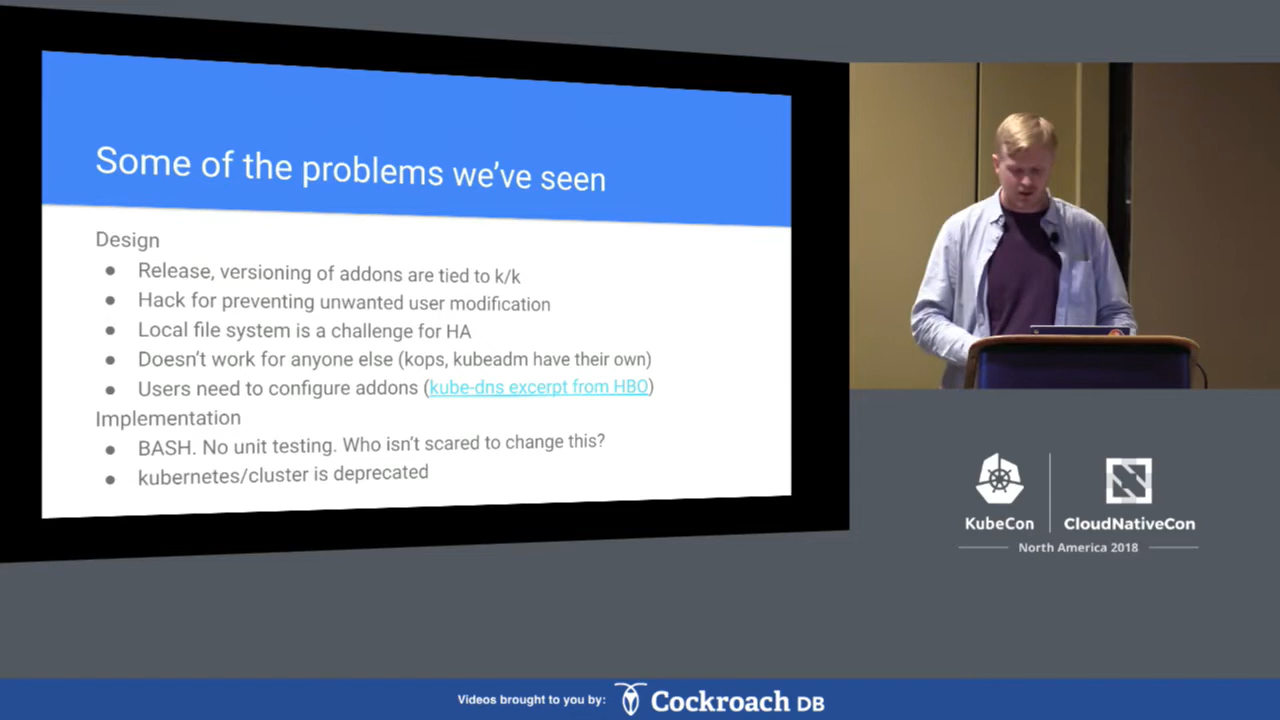 Some of the problems we've seen
Design
● Release, versioning of addons are tied to k/k
● Hack for preventing unwanted user modification
● Local file system is a challenge for HA
● Doesn't work for anyone else (kops, kubeadm have their own)
● Users need to configure addons (kube-dns excerpt from HBO)
Implementation
● BASH. No unit testing. Who isn't scared to change this?
● kubernetes/cluster is deprecated
KubeCon
CloudNativeCon
North America 2018
Videos brought to you by:
Cockroach DB